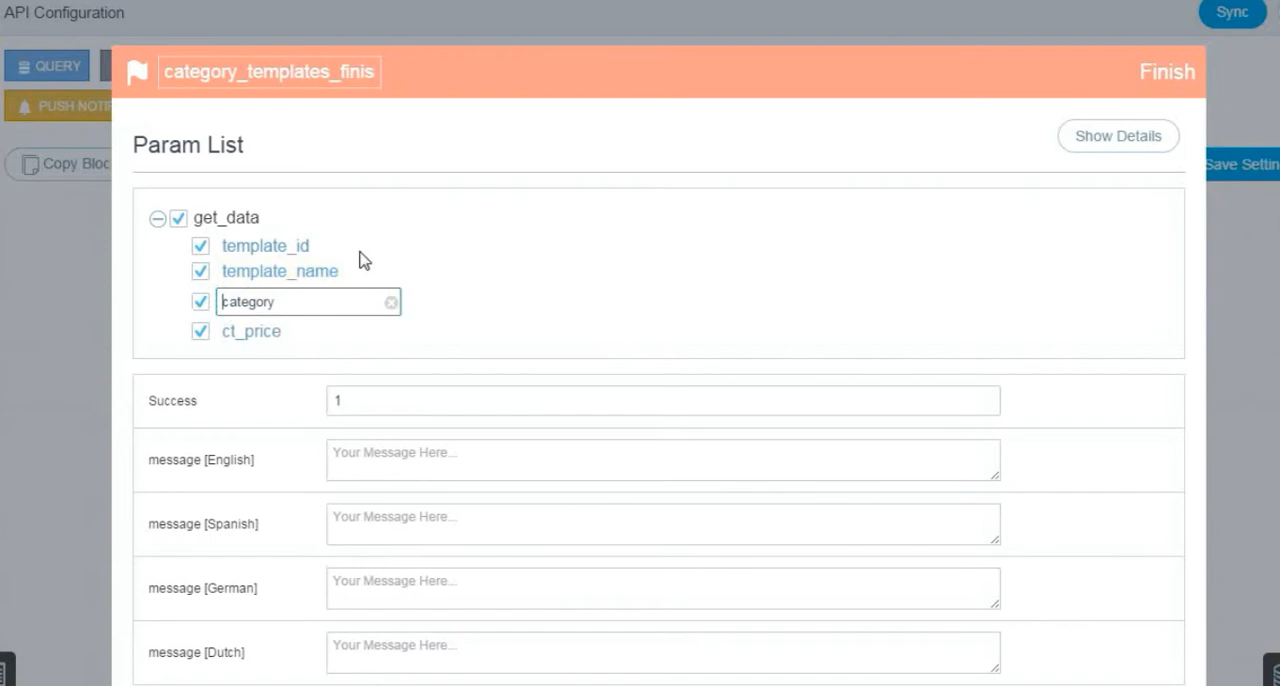 API Configuration
Sync
QUERY
category_templates_finis
Finish
PUSH NOTI
Param List
Show Details
Copy Bloc
Save Settin
get_data
template_id
template_name
category
ct_price
Success
1
message [English]
Your Message Here...
message [Spanish]
Your Message Here...
message [German]
Your Message Here...
message [Dutch]
Your Message Here...